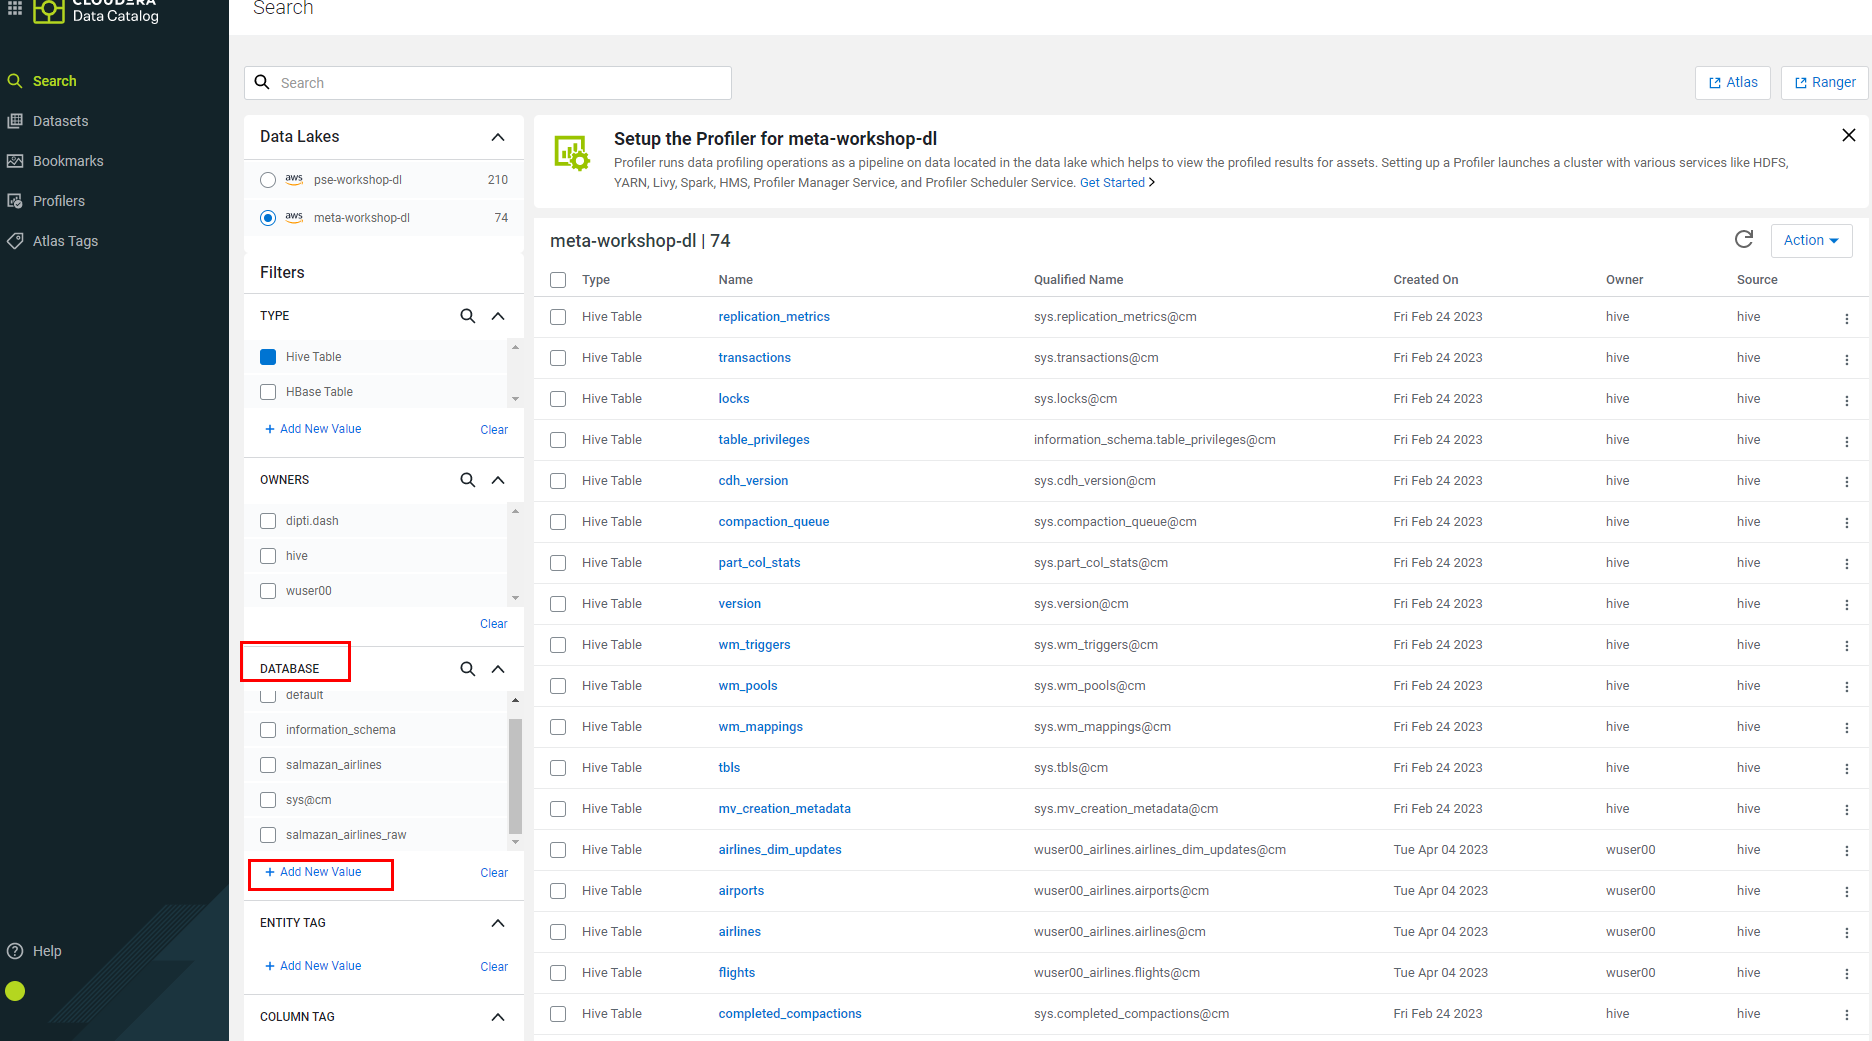 CLOUDERA
Data Catalog
Search
Datasets
Bookmarks
Profilers
Atlas Tags
Help
Search
Search
Atlas
Ranger
Data Lakes
aws pse-workshop-dl 210
aws meta-workshop-dl 74
Filters
TYPE
Hive Table
HBase Table
+ Add New Value Clear
OWNERS
dipti.dash
hive
wuser00
Clear
DATABASE
default
information_schema
salmazan_airlines
sys@cm
salmazan_airlines_raw
+ Add New Value Clear
ENTITY TAG
+ Add New Value Clear
COLUMN TAG
Setup the Profiler for meta-workshop-dl
Profiler runs data profiling operations as a pipeline on data located in the data lake which helps to view the profiled results for assets. Setting up a Profiler launches a cluster with various services like HDFS,
YARN, Livy, Spark, HMS, Profiler Manager Service, and Profiler Scheduler Service. Get Started
meta-workshop-dl | 74
Action
Type Name Qualified Name Created On Owner Source
Hive Table replication_metrics sys.replication_metrics@cm Fri Feb 24 2023 hive hive
Hive Table transactions sys.transactions@cm Fri Feb 24 2023 hive hive
Hive Table locks sys.locks@cm Fri Feb 24 2023 hive hive
Hive Table table_privileges information_schema.table_privileges@cm Fri Feb 24 2023 hive hive
Hive Table cdh_version sys.cdh_version@cm Fri Feb 24 2023 hive hive
Hive Table compaction_queue sys.compaction_queue@cm Fri Feb 24 2023 hive hive
Hive Table part_col_stats sys.part_col_stats@cm Fri Feb 24 2023 hive hive
Hive Table version sys.version@cm Fri Feb 24 2023 hive hive
Hive Table wm_triggers sys.wm_triggers@cm Fri Feb 24 2023 hive hive
Hive Table wm_pools sys.wm_pools@cm Fri Feb 24 2023 hive hive
Hive Table wm_mappings sys.wm_mappings@cm Fri Feb 24 2023 hive hive
Hive Table tbls sys.tbls@cm Fri Feb 24 2023 hive hive
Hive Table mv_creation_metadata sys.mv_creation_metadata@cm Fri Feb 24 2023 hive hive
Hive Table airlines_dim_updates wuser00_airlines.airlines_dim_updates@cm Tue Apr 04 2023 wuser00 hive
Hive Table airports wuser00_airlines.airports@cm Tue Apr 04 2023 wuser00 hive
Hive Table airlines wuser00_airlines.airlines@cm Tue Apr 04 2023 wuser00 hive
Hive Table flights wuser00_airlines.flights@cm Tue Apr 04 2023 wuser00 hive
Hive Table completed_compactions sys.completed_compactions@cm Fri Feb 24 2023 hive hive